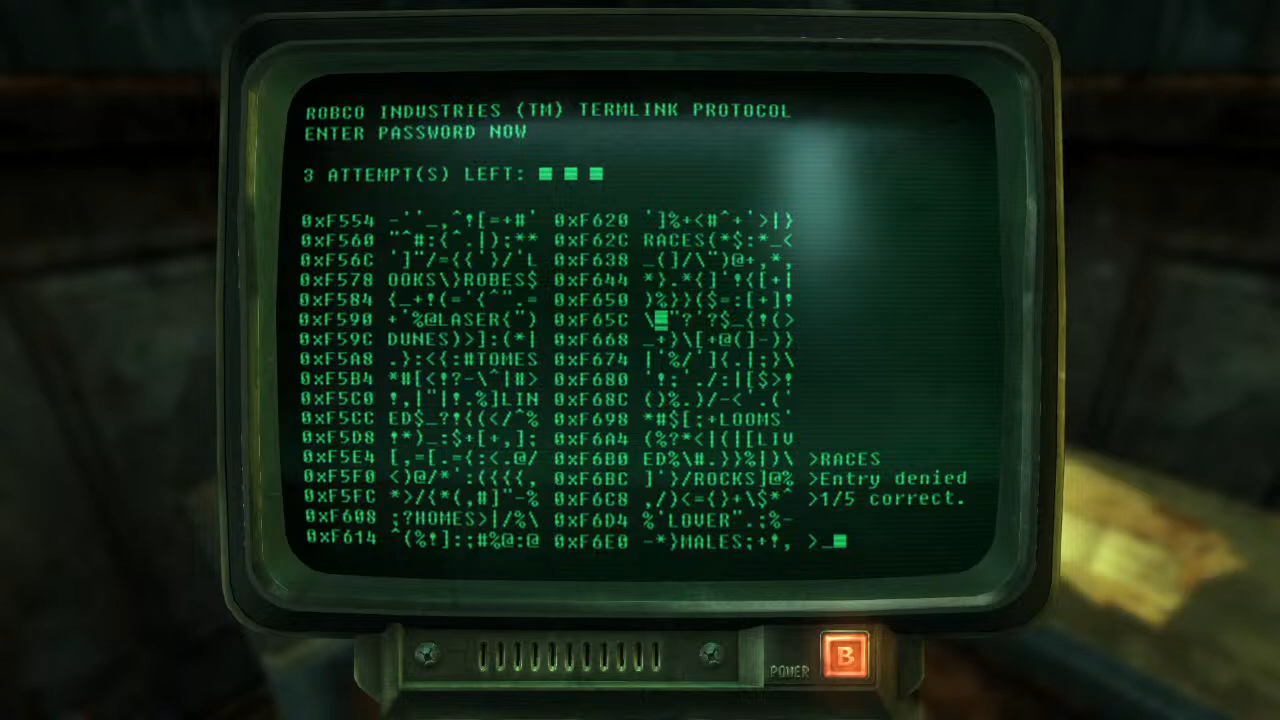 ROBCO INDUSTRIES (TM) TERMLINK PROTOCOL
ENTER PASSWORD NOW
3 ATTEMPT(S) LEFT: ■ ■ ■
0xF554 -'`_,^![=+#' 0xF620 ']%+<#^+'>|}
0xF560 "^#:{^.|);** 0xF62C RACES(*$:*_<
0xF56C ']"/={{'}/'L 0xF638 _(]/\")@+,*,
0xF578 OOKS\}ROBES$ 0xF644 *}.*{]'!{[+|
0xF584 {_+!(='{^".= 0xF650 )%}}($=:[+]!
0xF590 +'%@LASER{") 0xF65C \■"?'?$_{!(>
0xF59C DUNES)>]:(*| 0xF668 _+}\[+@(]-)}
0xF5A8 .}:<{:#TOMES 0xF674 |'%/']{.|;}\
0xF5B4 *#[<!?-\^|#> 0xF680 '!;'./:|[$>!
0xF5C0 !,|"|!.%]LIN 0xF68C ()%.)/-<'.('
0xF5CC ED$_?!{(</^% 0xF698 *#$[;+LOOMS'
0xF5D8 !*)_:$+[+,]; 0xF6A4 (%?*<|(|[LIV
0xF5E4 [,=[.={:<.@/ 0xF6B0 ED%\#.}}%|)\ >RACES
0xF5F0 <)@/*':({{{, 0xF6BC ]'}/ROCKS]@% >Entry denied
0xF5FC *>/{*(,#]"-% 0xF6C8 ,/)<={}+\$*^ >1/5 correct.
0xF608 ;?HOMES>|/%\ 0xF6D4 %'LOVER".;%-
0xF614 ^(%!]:;#%@:@ 0xF6E0 -*}MALES;+!, >_■
POWER
B